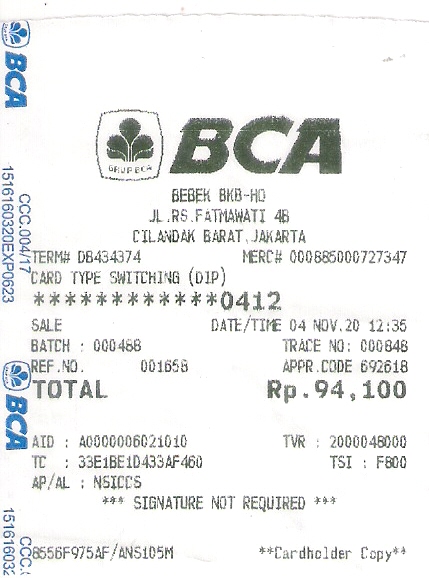 GRUP BCA
BCA
BEBEK BKB-HO
JL.RS.FATMAWATI 4B
CILANDAK BARAT,JAKARTA
TERM# DB434374 MERC# 000885000727347
CARD TYPE SWITCHING (DIP)
************0412
SALE DATE/TIME 04 NOV.20 12:35
BATCH : 000488 TRACE NO: 000848
REF.NO. 001658 APPR.CODE 692618
TOTAL Rp.94,100
AID : A0000006021010 TVR : 2000048000
TC : 33E1BE1D433AF460 TSI : F800
AP/AL : NSICCS
*** SIGNATURE NOT REQUIRED ***
8556F975AF/ANS105M **Cardholder Copy**
BCA
CCC.004/17
1516160320EXP0623
BCA
CCC.
15161603